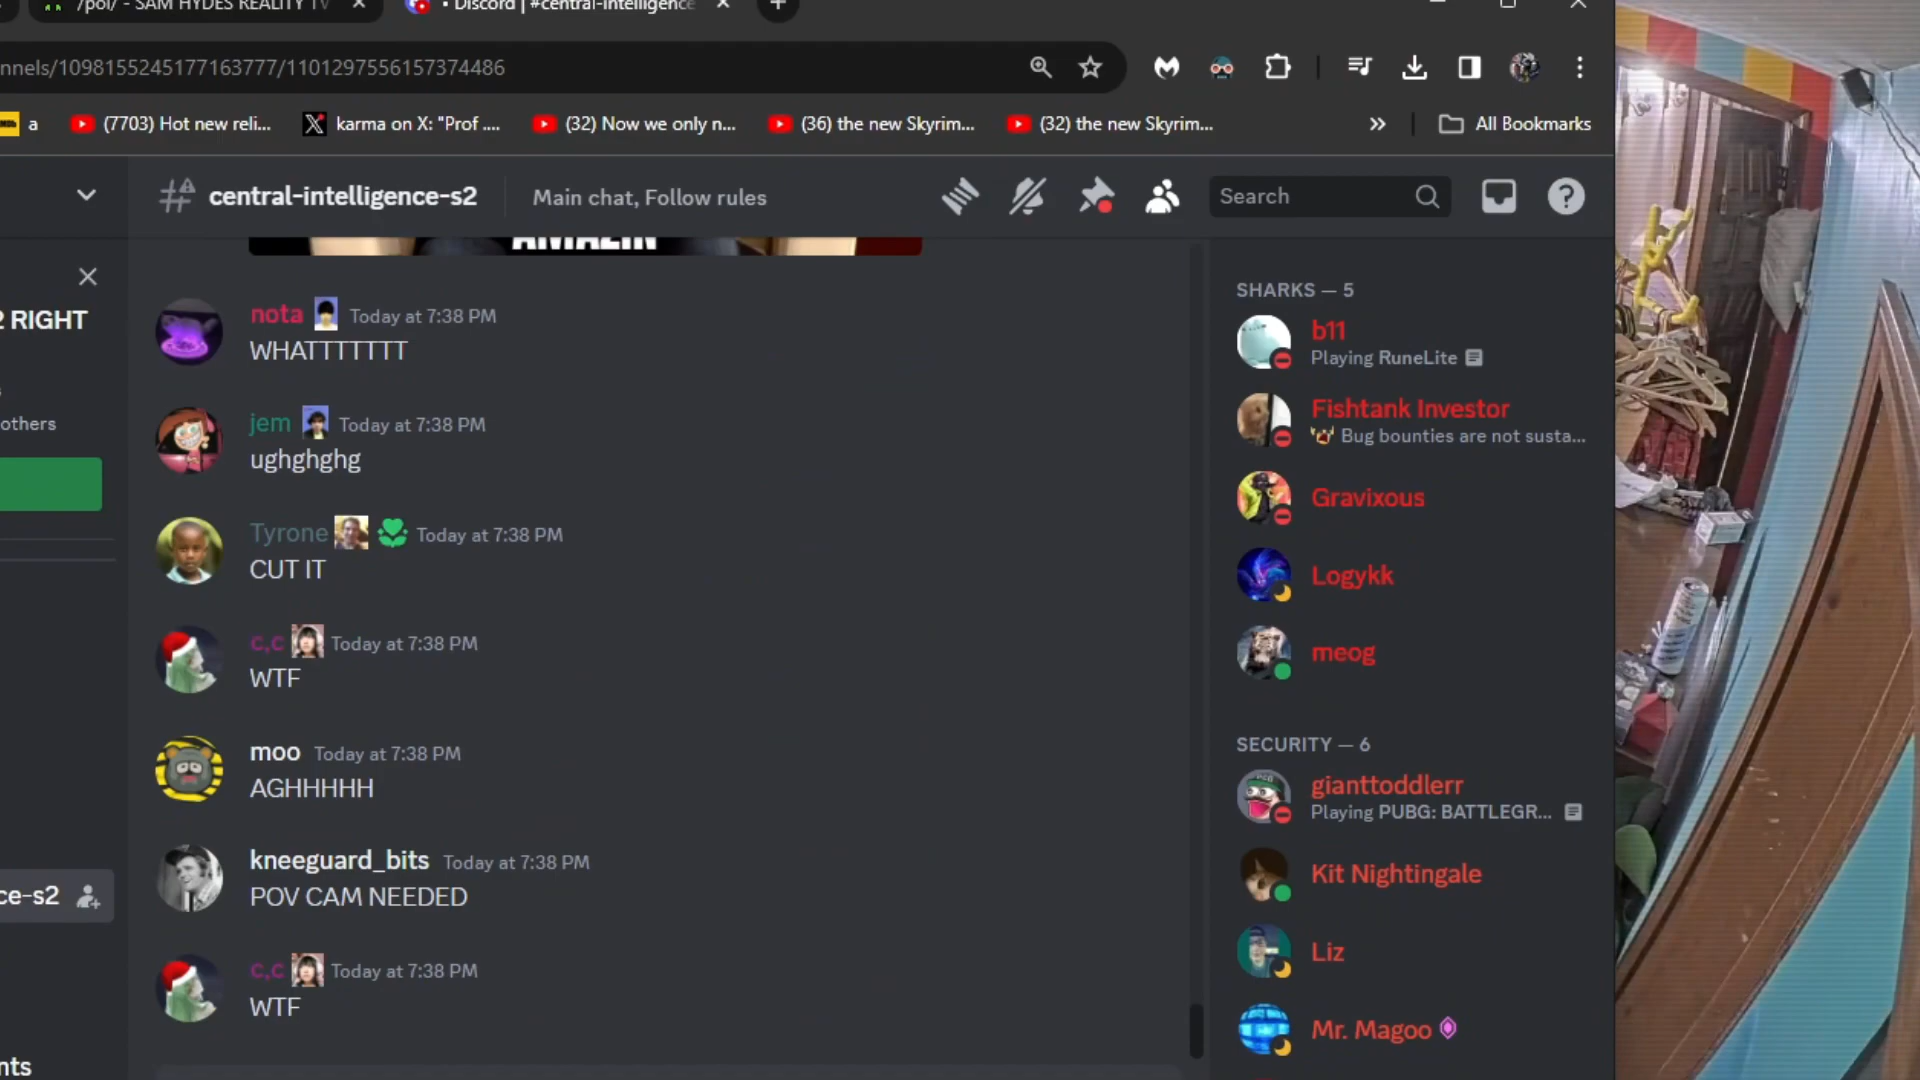 /pol/ - SAM HYDES REALITY TV
• Discord | #central-intelligence
nnels/1098155245177163777/1101297556157374486
a
(7703) Hot new reli...
karma on X: "Prof ....
(32) Now we only n...
(36) the new Skyrim...
(32) the new Skyrim...
All Bookmarks
central-intelligence-s2
Main chat, Follow rules
Search
2 RIGHT
others
ce-s2
nts
AMAZIN
nota Today at 7:38 PM
WHATTTTTTT
jem Today at 7:38 PM
ughghghg
Tyrone Today at 7:38 PM
CUT IT
c,c Today at 7:38 PM
WTF
moo Today at 7:38 PM
AGHHHHH
kneeguard_bits Today at 7:38 PM
POV CAM NEEDED
c,c Today at 7:38 PM
WTF
SHARKS — 5
b11
Playing RuneLite
Fishtank Investor
Bug bounties are not susta...
Gravixous
Logykk
meog
SECURITY — 6
gianttoddlerr
Playing PUBG: BATTLEGR...
Kit Nightingale
Liz
Mr. Magoo